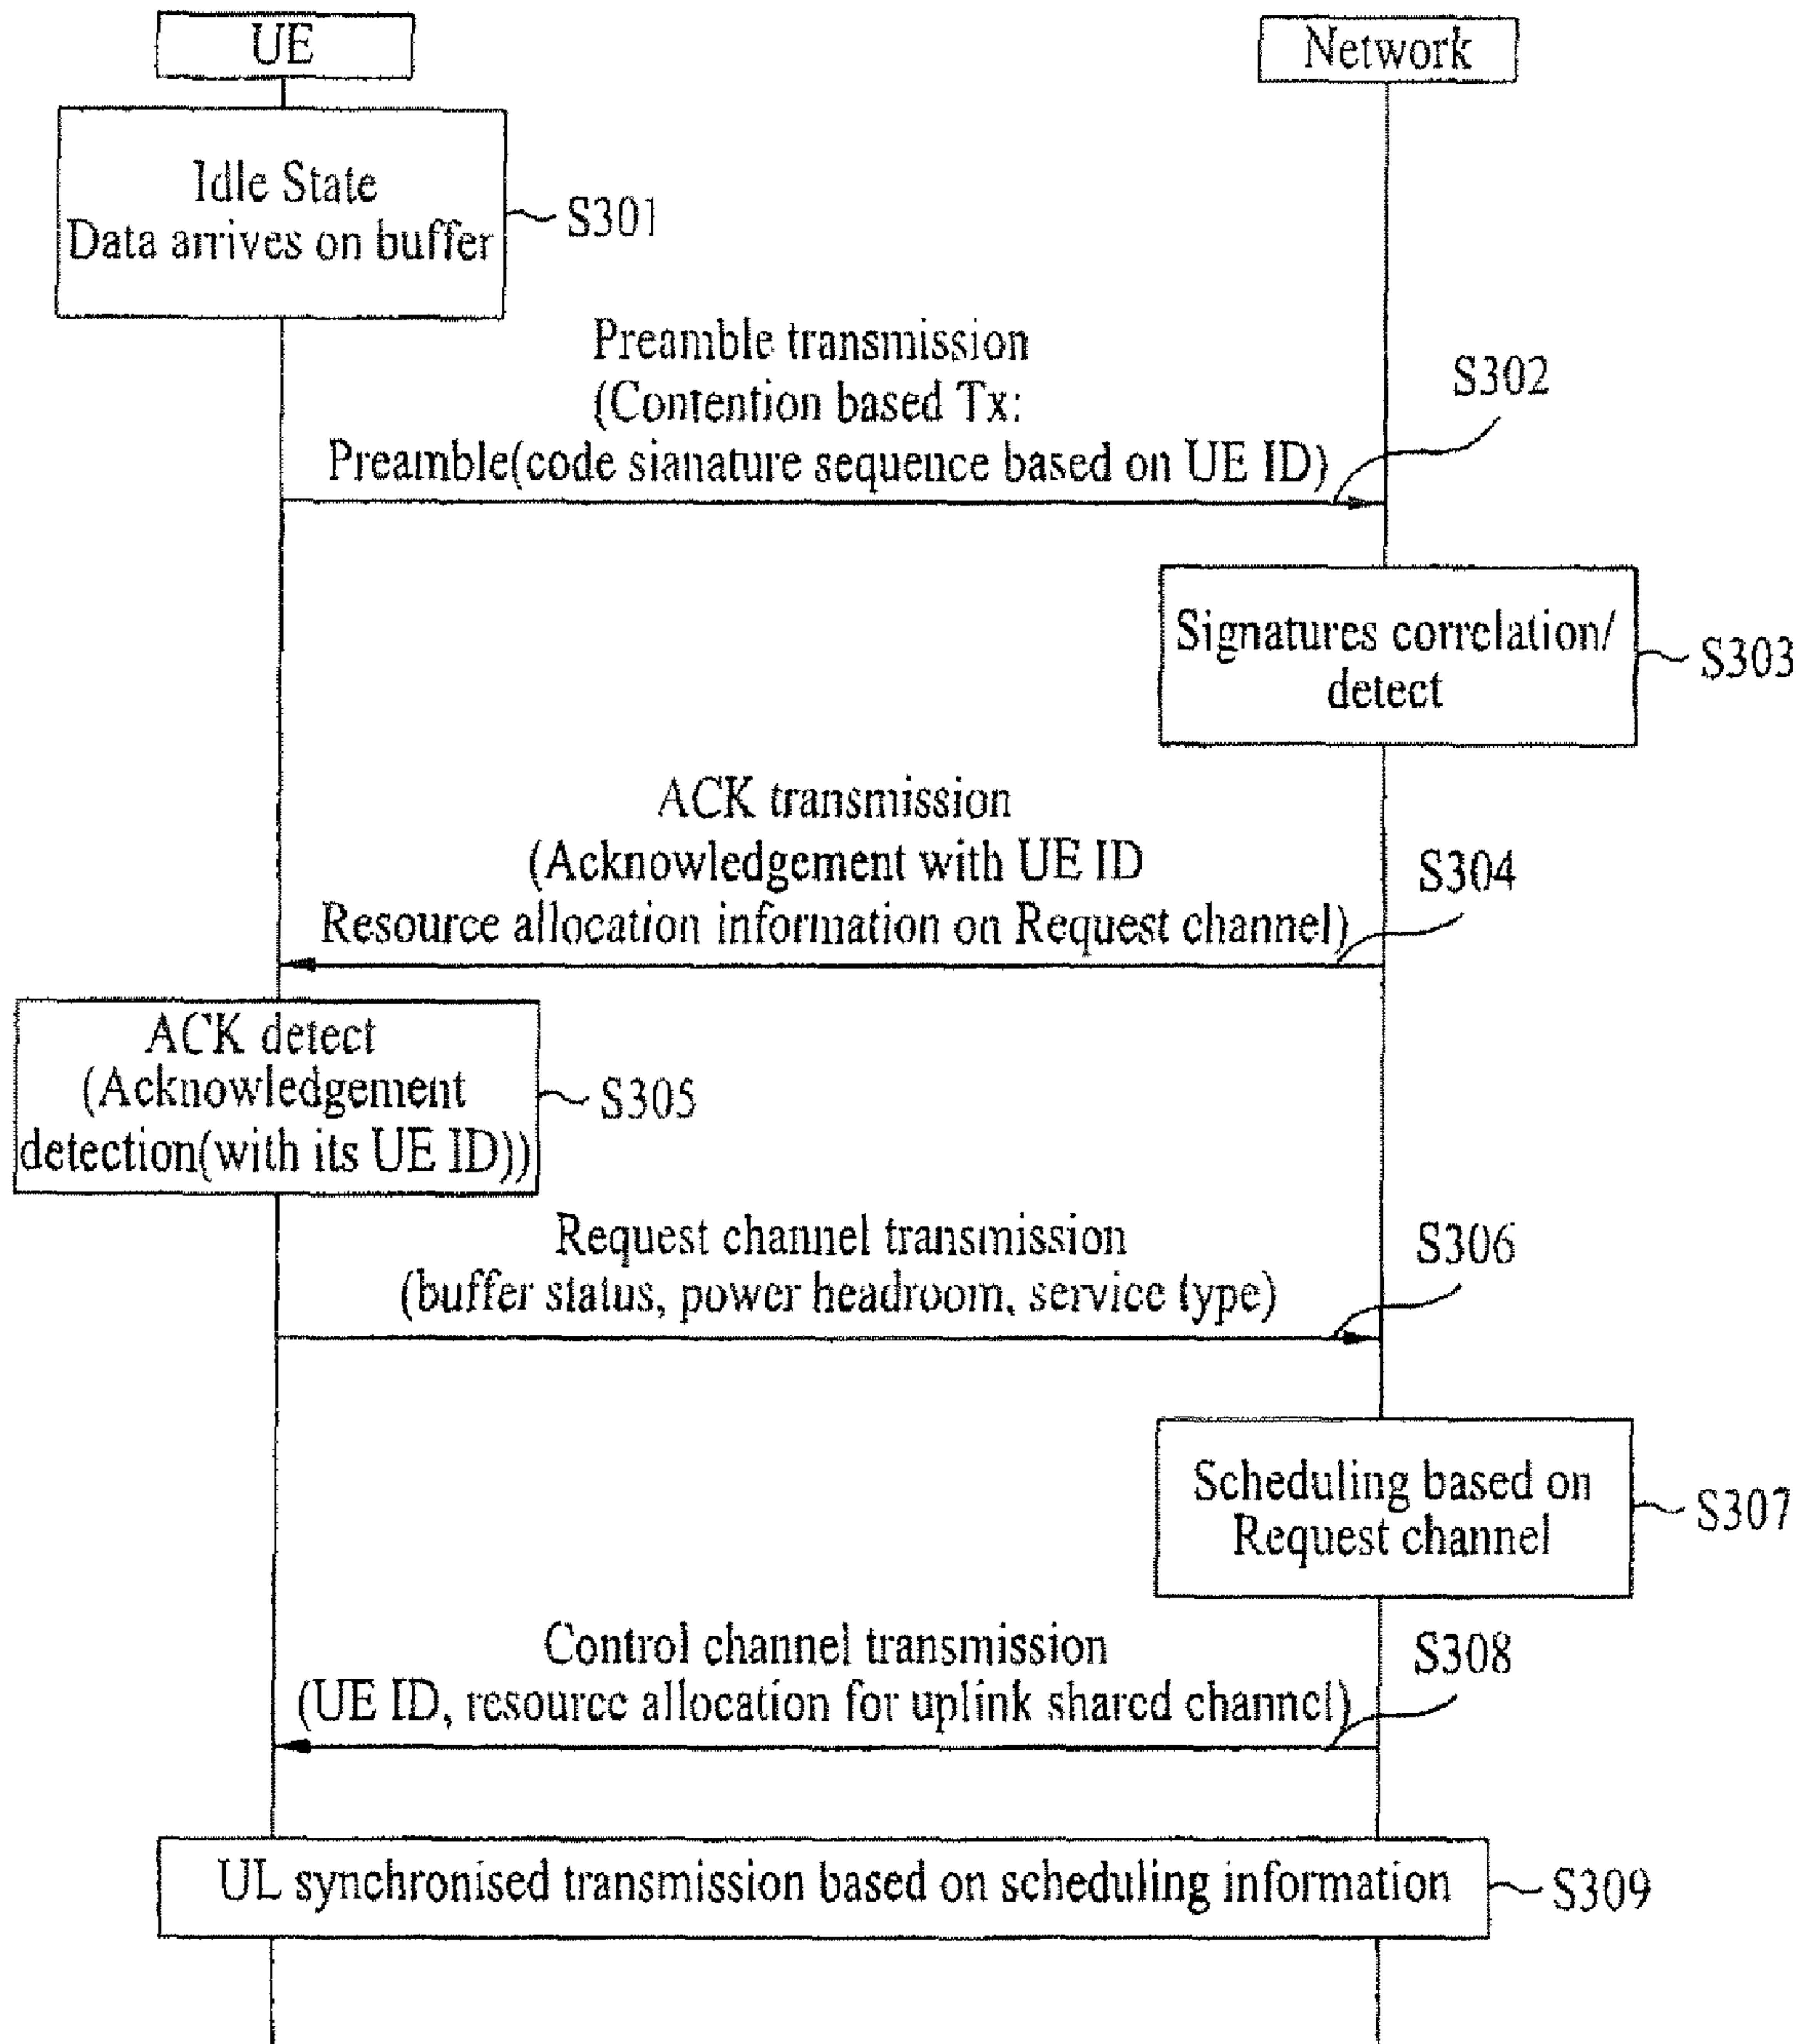 UE
Network
Idle State
Data arrives on buffer
S301
Preamble transmission
(Contention based Tx:
Preamble(code sianature sequence based on UE ID)
S302
Signatures correlation/
detect
S303
ACK transmission
(Acknowledgement with UE ID
Resource allocation information on Request channel)
S304
ACK detect
(Acknowledgement
detection(with its UE ID))
S305
Request channel transmission
(buffer status, power headroom, service type)
S306
Scheduling based on
Request channel
S307
Control channel transmission
(UE ID, resource allocation for uplink shared channel)
S308
UL synchronised transmission based on scheduling information
S309